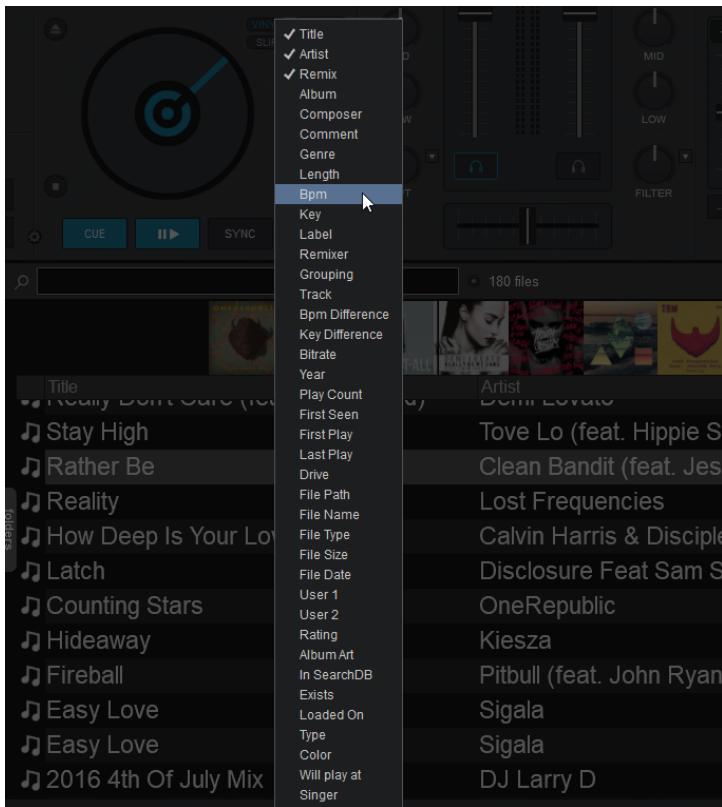 VINYL
SLIP
MID
LOW
FILTER
CUE
SYNC
180 files
Title
Artist
Remix
Album
Composer
Comment
Genre
Length
Bpm
Key
Label
Remixer
Grouping
Track
Bpm Difference
Key Difference
Bitrate
Year
Play Count
First Seen
First Play
Last Play
Drive
File Path
File Name
File Type
File Size
File Date
User 1
User 2
Rating
Album Art
In SearchDB
Exists
Loaded On
Type
Color
Will play at
Singer
folders
Title Artist
Really Don't Care Demi Lovato
Stay High Tove Lo (feat. Hippie S
Rather Be Clean Bandit (feat. Jes
Reality Lost Frequencies
How Deep Is Your Lo Calvin Harris & Disciple
Latch Disclosure Feat Sam S
Counting Stars OneRepublic
Hideaway Kiesza
Fireball Pitbull (feat. John Ryan
Easy Love Sigala
Easy Love Sigala
2016 4th Of July Mix DJ Larry D